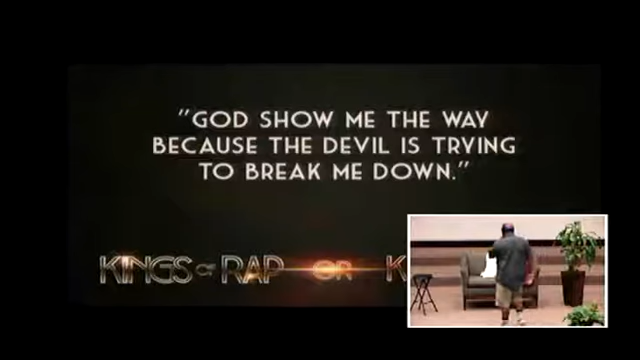 "GOD SHOW ME THE WAY
BECAUSE THE DEVIL IS TRYING
TO BREAK ME DOWN."
KINGS OF RAP OR K